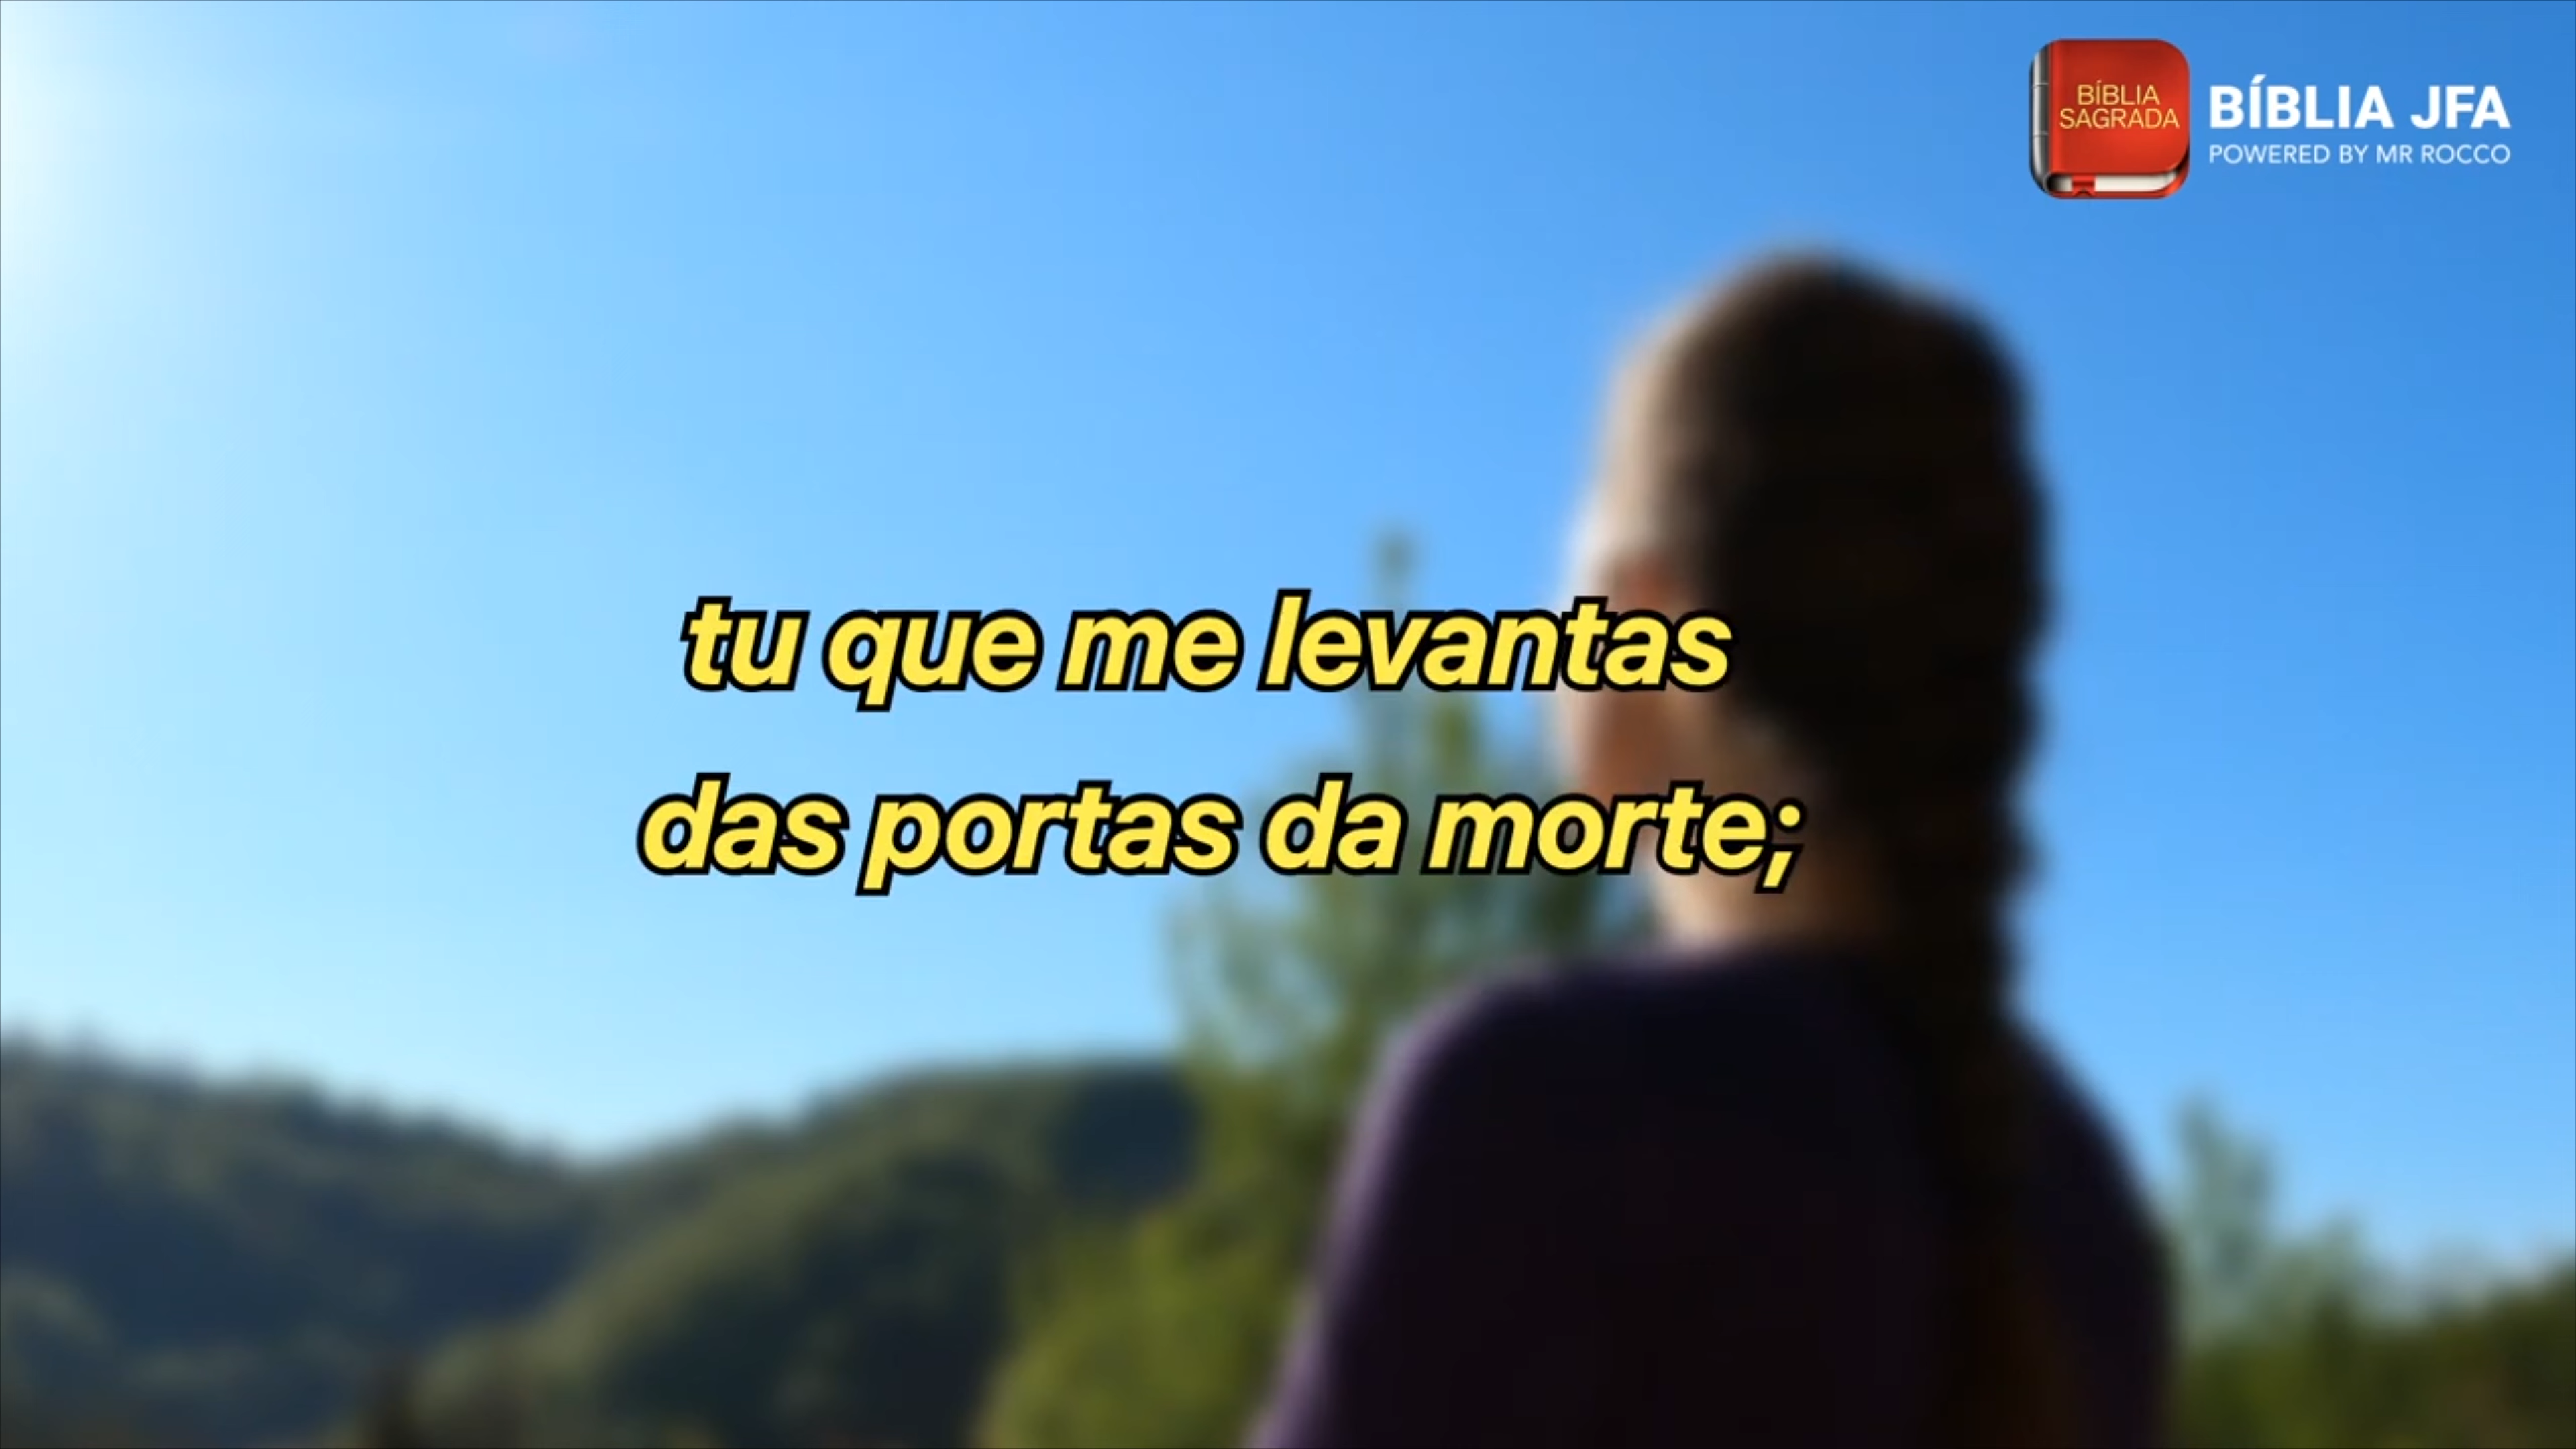 BÍBLIA
SAGRADA
BÍBLIA JFA
POWERED BY MR ROCCO
tu que me levantas
das portas da morte;